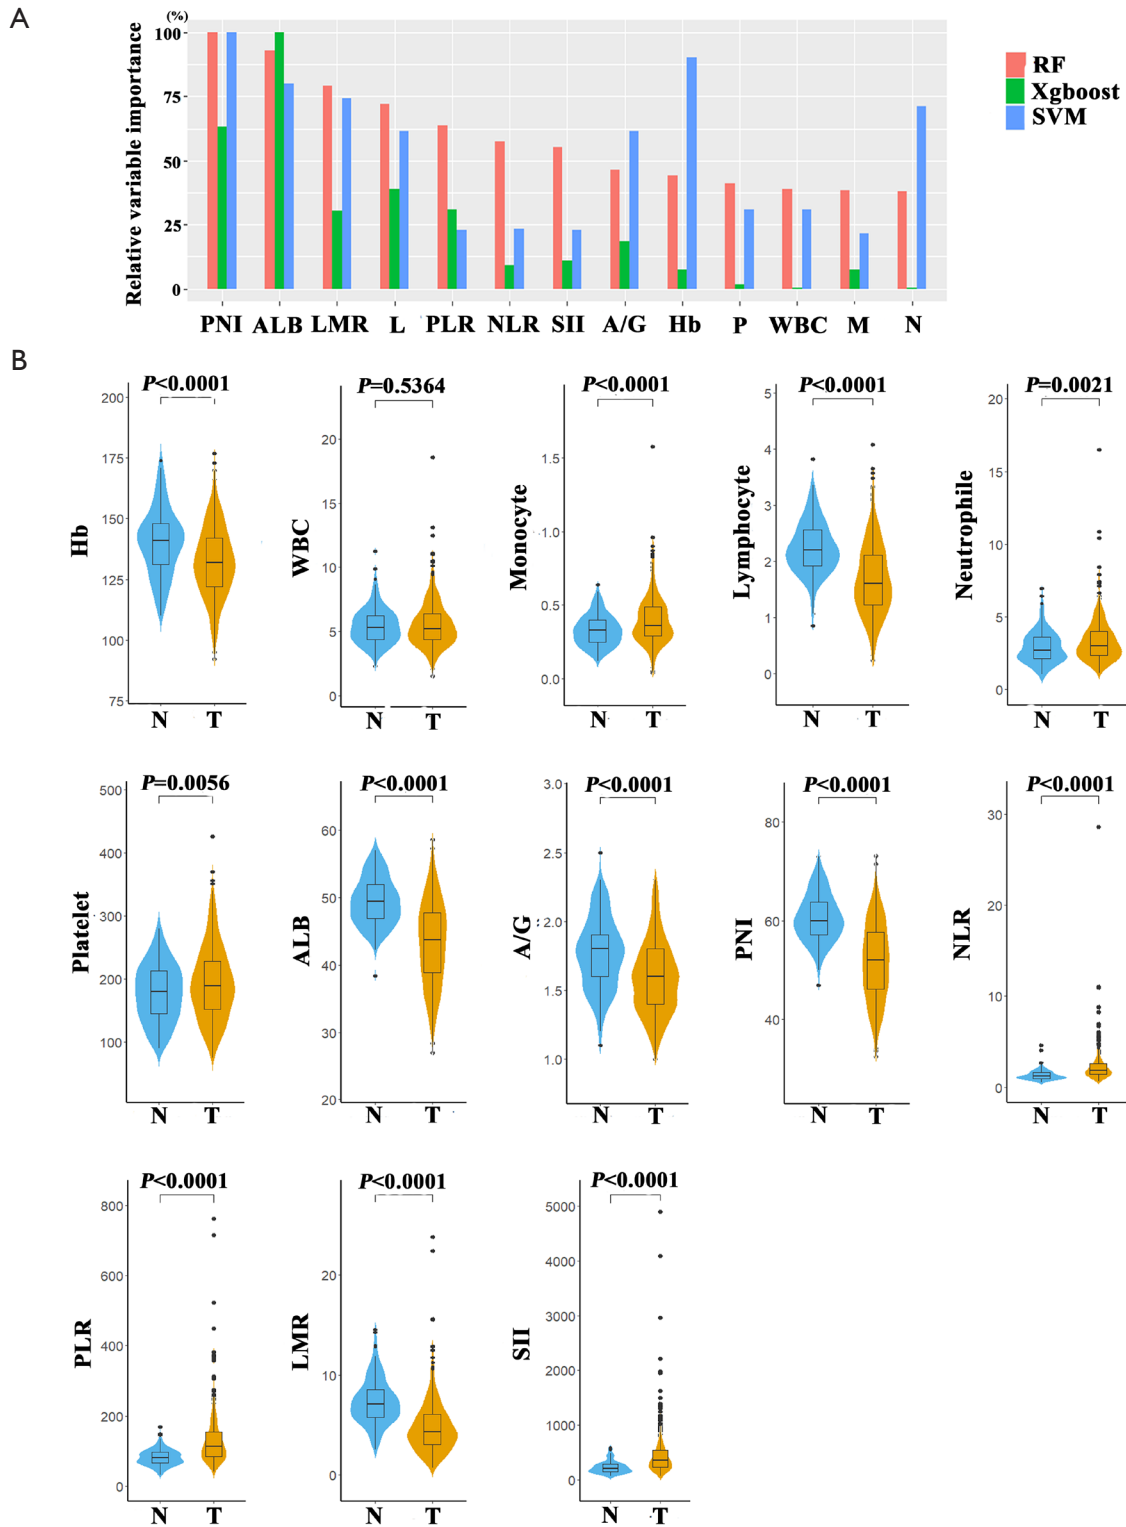 A
(%)
100
75
50
25
0
Relative variable importance
PNI ALB LMR L PLR NLR SII A/G Hb P WBC M N
RF
Xgboost
SVM
B
P<0.0001
200
175
150
125
100
75
Hb
N T
P=0.5364
20
15
10
5
0
WBC
N T
P<0.0001
1.5
1.0
0.5
0.0
Monocyte
N T
P<0.0001
5
4
3
2
1
0
Lymphocyte
N T
P=0.0021
20
15
10
5
0
Neutrophile
N T
P=0.0056
500
400
300
200
100
Platelet
N T
P<0.0001
60
50
40
30
20
ALB
N T
P<0.0001
3.0
2.5
2.0
1.5
1.0
A/G
N T
P<0.0001
80
60
40
PNI
N T
P<0.0001
30
20
10
0
NLR
N T
P<0.0001
800
600
400
200
0
PLR
N T
P<0.0001
20
10
0
LMR
N T
P<0.0001
5000
4000
3000
2000
1000
0
SII
N T